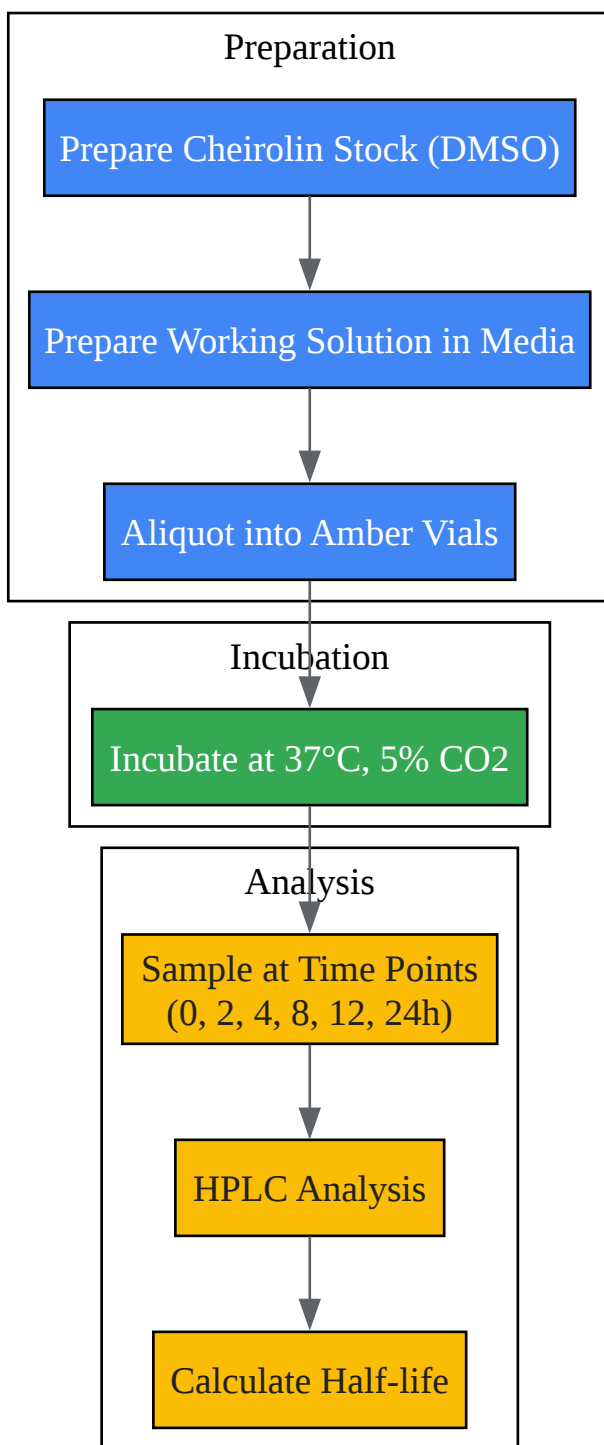 Preparation
Prepare Cheirolin Stock (DMSO)
Prepare Working Solution in Media
Aliquot into Amber Vials
Incubation
Incubate at 37°C, 5% CO2
Analysis
Sample at Time Points
(0, 2, 4, 8, 12, 24h)
HPLC Analysis
Calculate Half-life